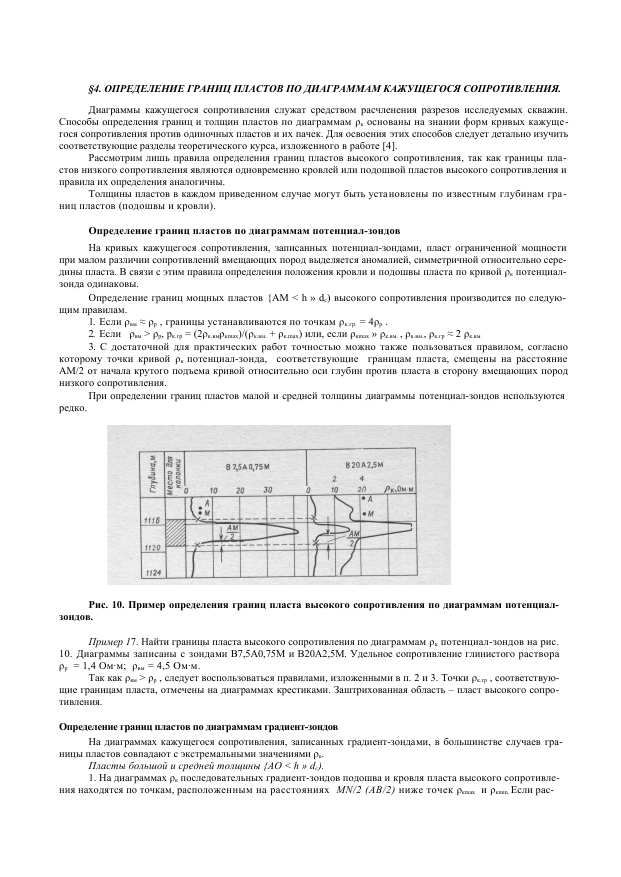 §4. ОПРЕДЕЛЕНИЕ ГРАНИЦ ПЛАСТОВ ПО ДИАГРАММАМ КАЖУЩЕГОСЯ СОПРОТИВЛЕНИЯ.
Диаграммы кажущегося сопротивления служат средством расчленения разрезов исследуемых скважин.
Способы определения границ и толщин пластов по диаграммам ρк основаны на знании форм кривых кажуще-
гося сопротивления против одиночных пластов и их пачек. Для освоения этих способов следует детально изучить
соответствующие разделы теоретического курса, изложенного в работе [4].
Рассмотрим лишь правила определения границ пластов высокого сопротивления, так как границы пла-
стов низкого сопротивления являются одновременно кровлей или подошвой пластов высокого сопротивления и
правила их определения аналогичны.
Толщины пластов в каждом приведенном случае могут быть установлены по известным глубинам гра-
ниц пластов (подошвы и кровли).
Определение границ пластов по диаграммам потенциал-зондов
На кривых кажущегося сопротивления, записанных потенциал-зондами, пласт ограниченной мощности
при малом различии сопротивлений вмещающих пород выделяется аномалией, симметричной относительно сере-
дины пласта. В связи с этим правила определения положения кровли и подошвы пласта по кривой ρк потенциал-
зонда одинаковы.
Определение границ мощных пластов {АМ < h » dс) высокого сопротивления производится по следую-
щим правилам.
1. Если ρвм ≈ ρр , границы устанавливаются по точкам ρк.гр = 4ρр .
2. Если ρвм > ρр, ρк.гр = (2ρк.вмρкmax)/(ρк.вм. + ρк.max) или, если ρкmax » ρк.вм. , ρк.вм., ρк.гр ≈ 2 ρк.вм
3. С достаточной для практических работ точностью можно также пользоваться правилом, согласно
которому точки кривой ρк потенциал-зонда, соответствующие границам пласта, смещены на расстояние
АМ/2 от начала крутого подъема кривой относительно оси глубин против пласта в сторону вмещающих пород
низкого сопротивления.
При определении границ пластов малой и средней толщины диаграммы потенциал-зондов используются
редко.
Глубина, м
Место для колонки
В 7,5А 0,75М
В 20А 2,5М
2 4
0 10 20 30 0 10 20 ρк, Ом·м
А А
М М
1116
АМ
2
АМ
2
1120
1124
Рис. 10. Пример определения границ пласта высокого сопротивления по диаграммам потенциал-
зондов.
Пример 17. Найти границы пласта высокого сопротивления по диаграммам ρк потенциал-зондов на рис.
10. Диаграммы записаны с зондами В7,5А0,75М и В20А2,5М. Удельное сопротивление глинистого раствора
ρр = 1,4 Ом·м; ρвм = 4,5 Ом·м.
Так как ρвм > ρр , следует воспользоваться правилами, изложенными в п. 2 и 3. Точки ρк.гр , соответствую-
щие границам пласта, отмечены на диаграммах крестиками. Заштрихованная область – пласт высокого сопро-
тивления.
Определение границ пластов по диаграммам градиент-зондов
На диаграммах кажущегося сопротивления, записанных градиент-зондами, в большинстве случаев гра-
ницы пластов совпадают с экстремальными значениями ρк.
Пласты большой и средней толщины {АО < h » dс).
1. На диаграммах ρк последовательных градиент-зондов подошва и кровля пласта высокого сопротивле-
ния находятся по точкам, расположенным на расстояниях MN/2 (АВ/2) ниже точек ρкmax и ρкmin. Если рас-